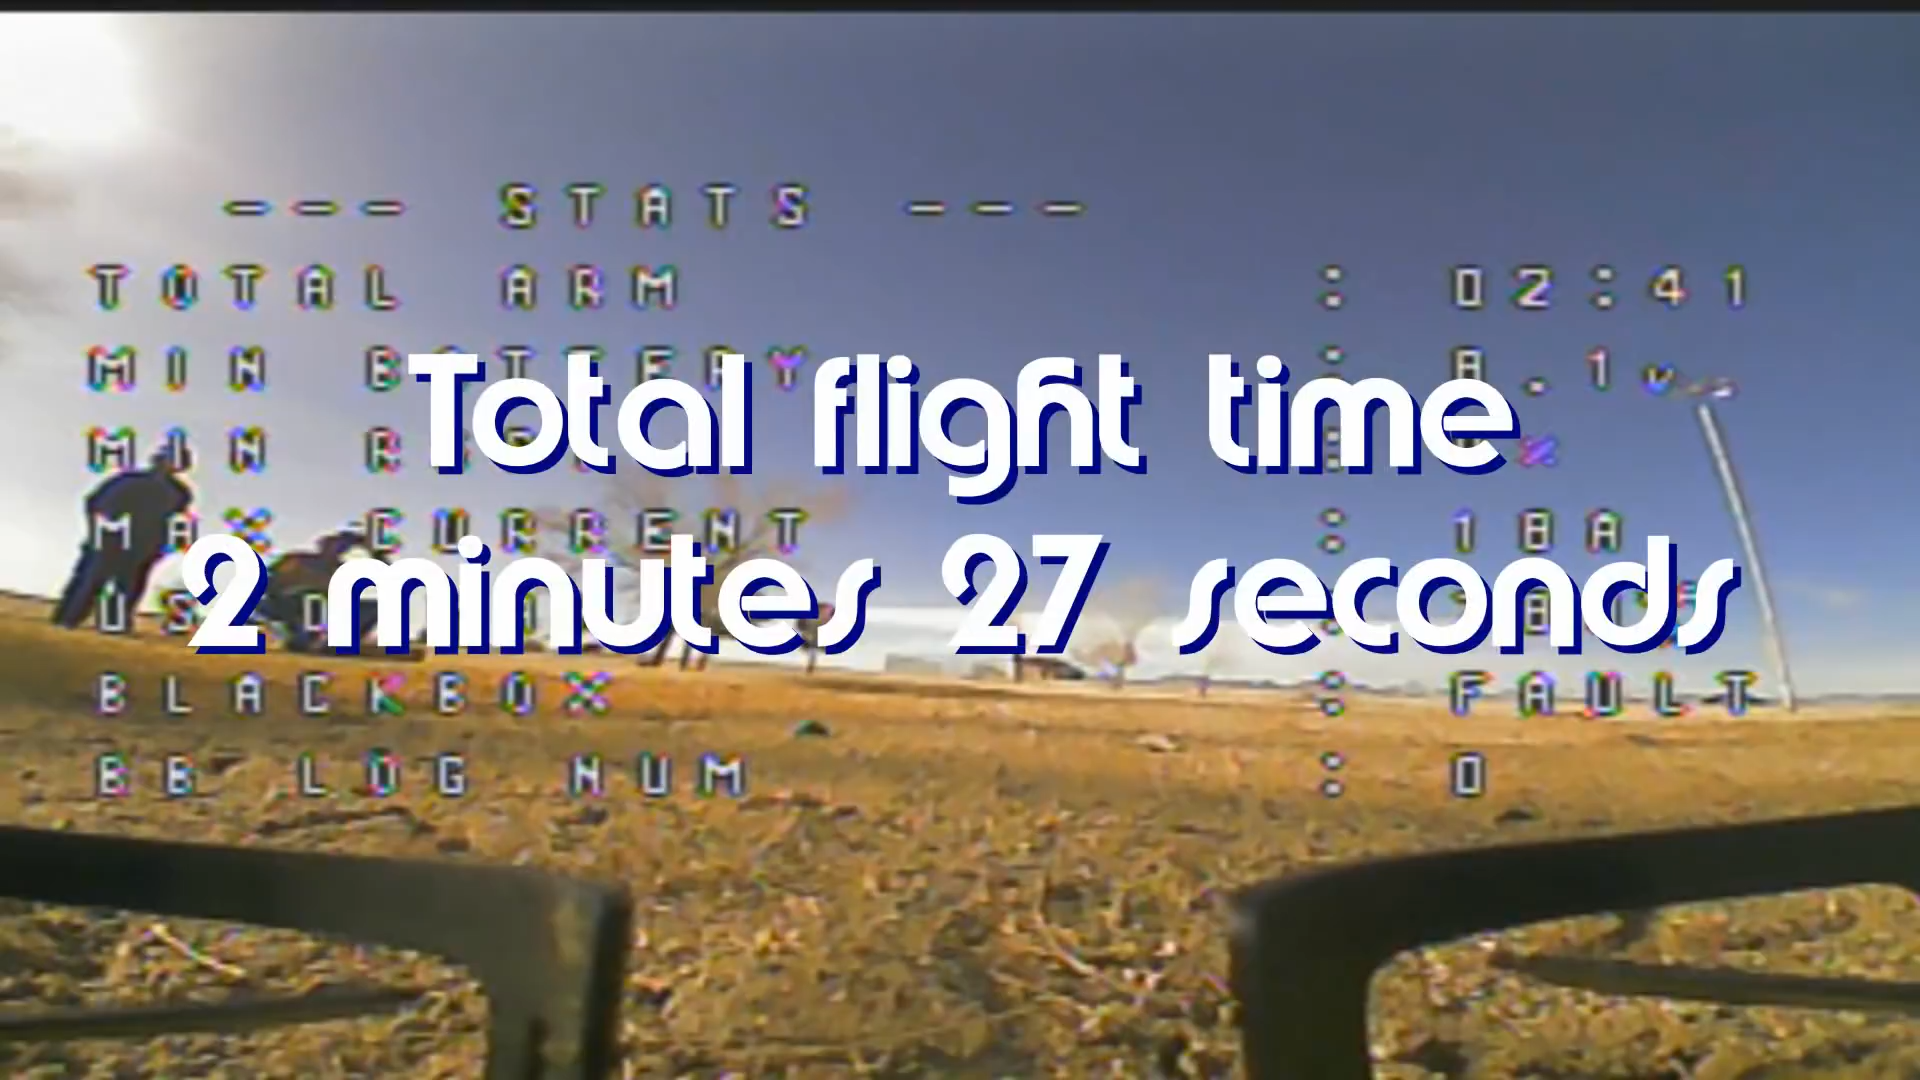 --- STATS ---
TOTAL ARM : 02:41
MIN BATTERY : 8.1V
Total flight time
MIN
MAX CURRENT : 18A
2 minutes 27 seconds
BLACKBOX : FAULT
BB LOG NUM : 0